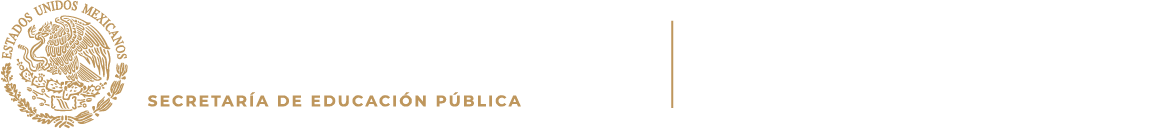 ESTADOS UNIDOS MEXICANOS
SECRETARÍA DE EDUCACIÓN PÚBLICA